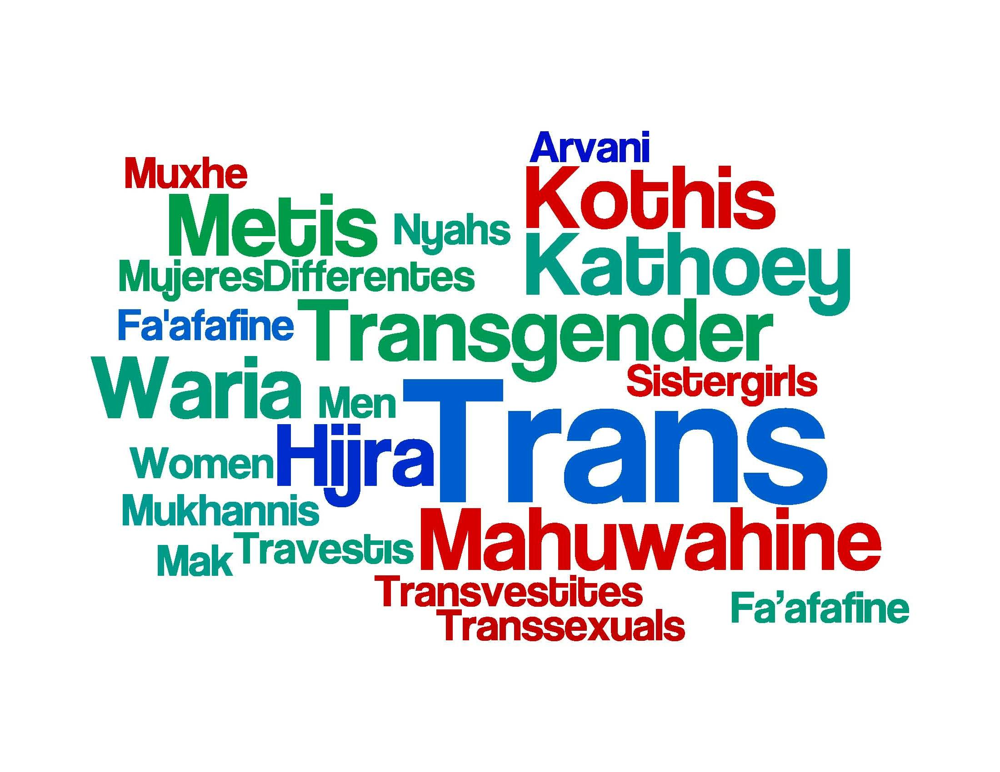 Arvani
Muxhe
Kothis
Metis
Nyahs
Kathoey
MujeresDifferentes
Fa'afafine
Transgender
Waria
Sistergirls
Men
Trans
Hijra
Women
Mukhannis
Mahuwahine
Travestis
Mak
Transvestites
Fa’afafine
Transsexuals